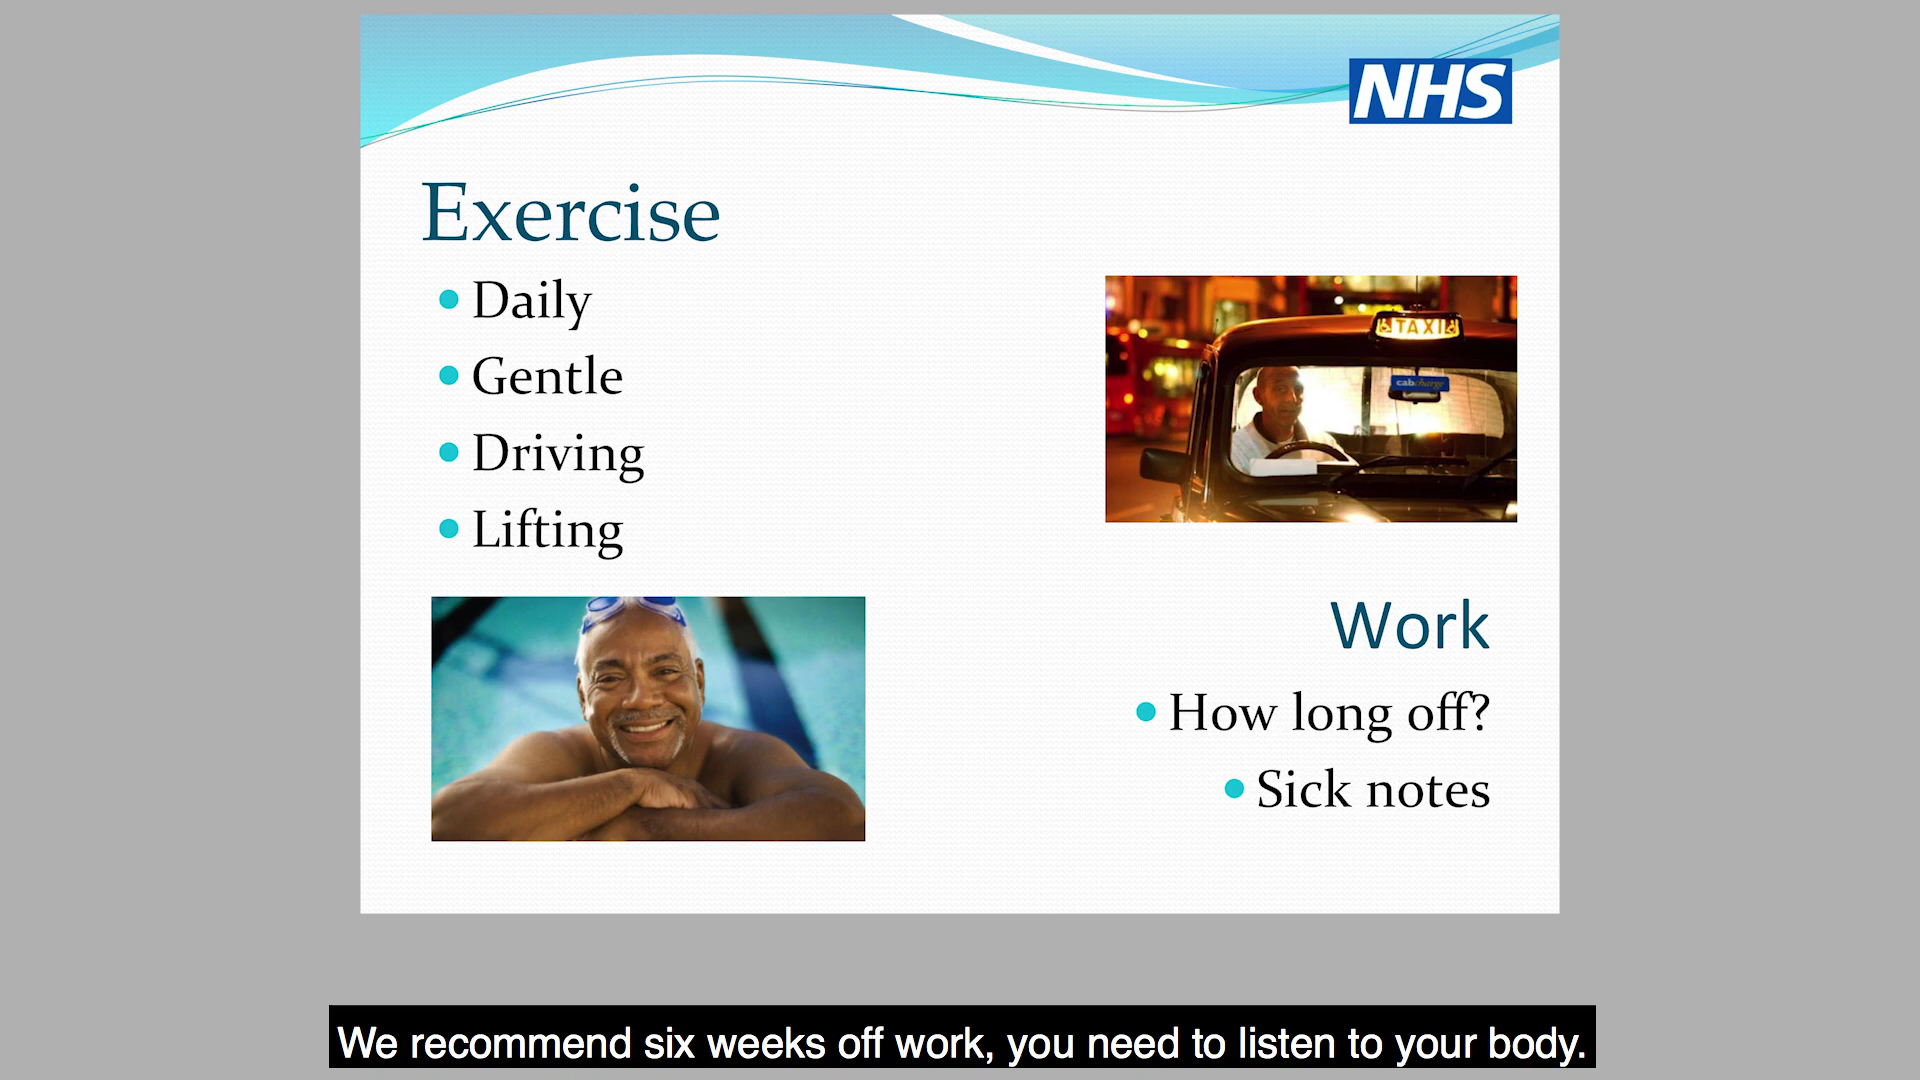 NHS
Exercise
Daily
Gentle
Driving
Lifting
TAXI
cabcharge
Work
How long off?
Sick notes
We recommend six weeks off work, you need to listen to your body.